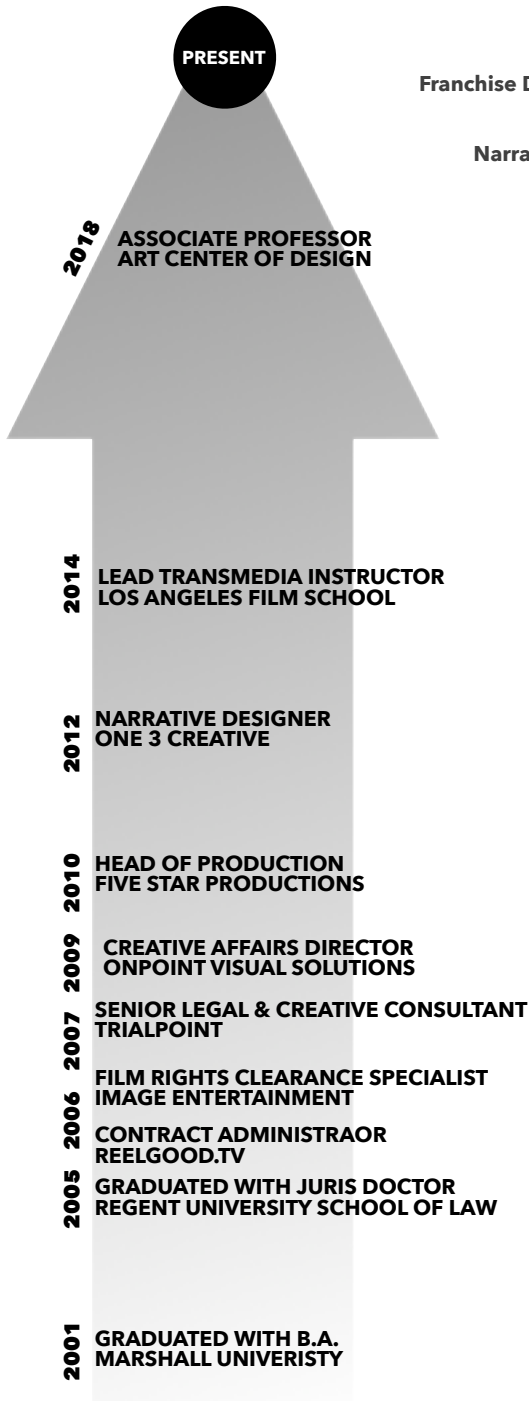 PRESENT
Franchise
2018
ASSOCIATE PROFESSOR
ART CENTER OF DESIGN
2014
LEAD TRANSMEDIA INSTRUCTOR
LOS ANGELES FILM SCHOOL
2012
NARRATIVE DESIGNER
ONE 3 CREATIVE
2010
HEAD OF PRODUCTION
FIVE STAR PRODUCTIONS
2009
CREATIVE AFFAIRS DIRECTOR
ONPOINT VISUAL SOLUTIONS
2007
SENIOR LEGAL & CREATIVE CONSULTANT
TRIALPOINT
2006
FILM RIGHTS CLEARANCE SPECIALIST
IMAGE ENTERTAINMENT
CONTRACT ADMINISTRAOR
REELGOOD.TV
2005
GRADUATED WITH JURIS DOCTOR
REGENT UNIVERSITY SCHOOL OF LAW
2001
GRADUATED WITH B.A.
MARSHALL UNIVERISTY